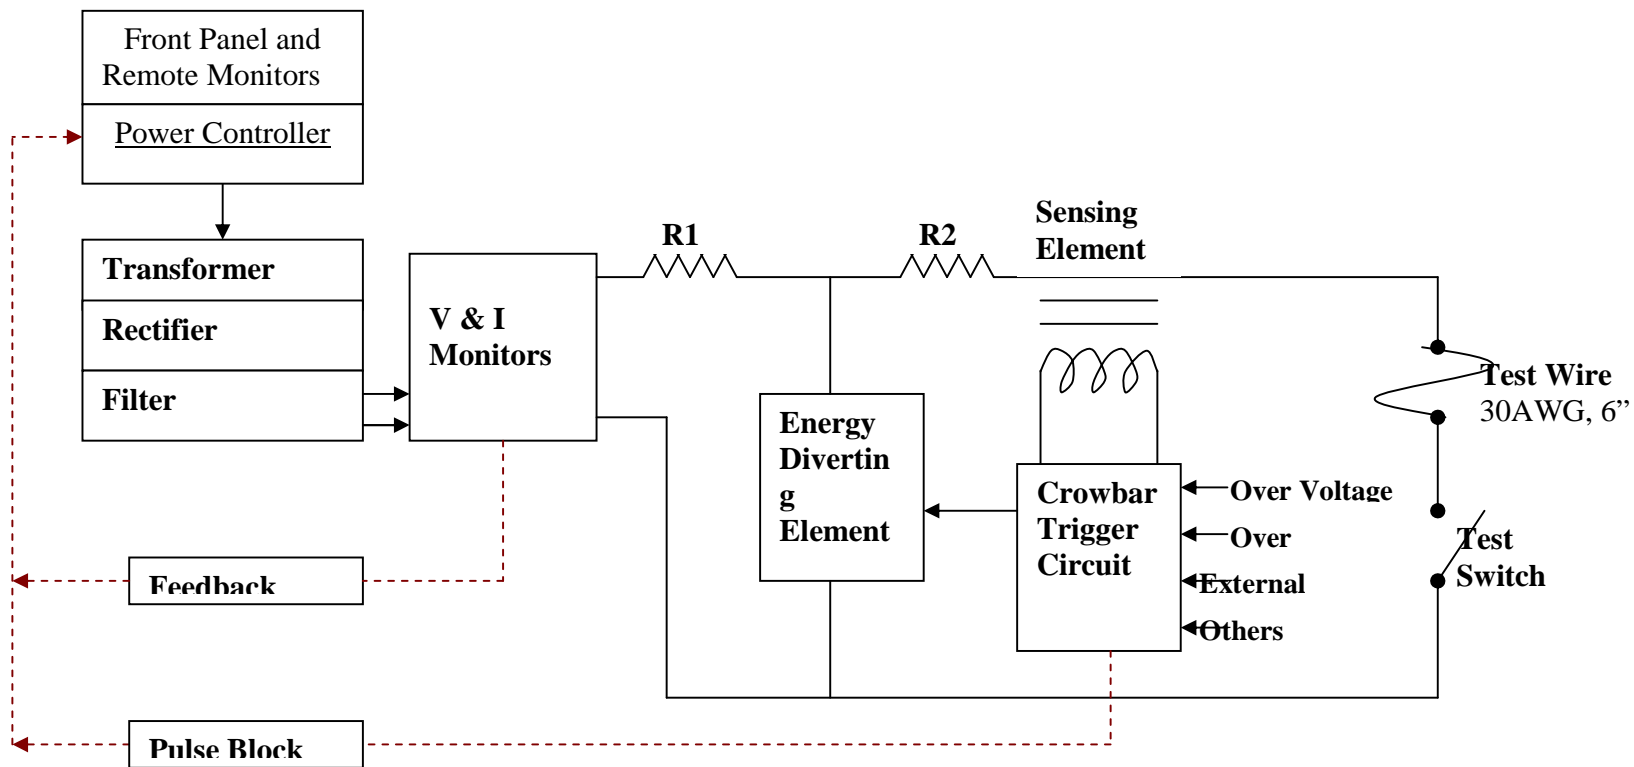 Front Panel and
Remote Monitors
Power Controller
Transformer
Rectifier
Filter
V & I
Monitors
R1
R2
Sensing
Element
Test Wire
30AWG, 6”
Energy
Divertin
g
Element
Crowbar
Trigger
Circuit
Over Voltage
Over
External
Others
Test
Switch
Feedback
Pulse Block